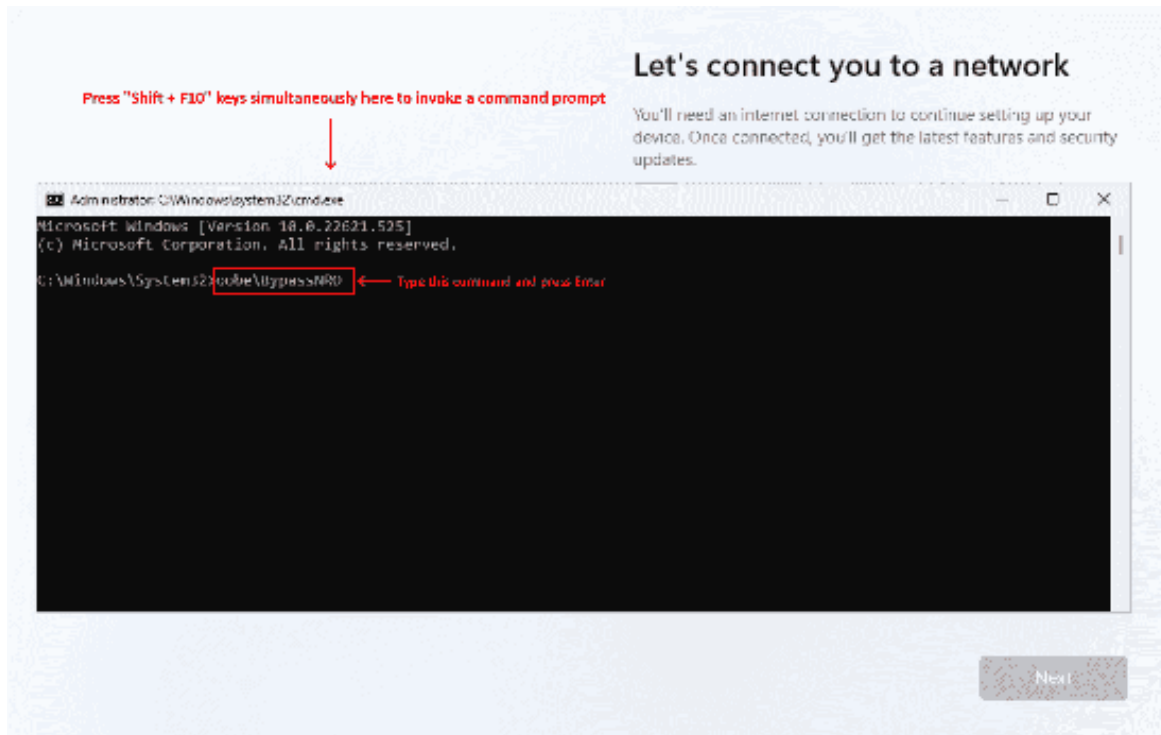 Let's connect you to a network
Press "Shift + F10" keys simultaneously here to invoke a command prompt
You'll need an internet connection to continue setting up your
device. Once connected, you'll get the latest features and security
updates.
Administrator: C:\Windows\system32\cmd.exe
Microsoft Windows [Version 10.0.22621.525]
(c) Microsoft Corporation. All rights reserved.
C:\Windows\System32>oobe\BypassNRO
Type this command and press Enter
Next